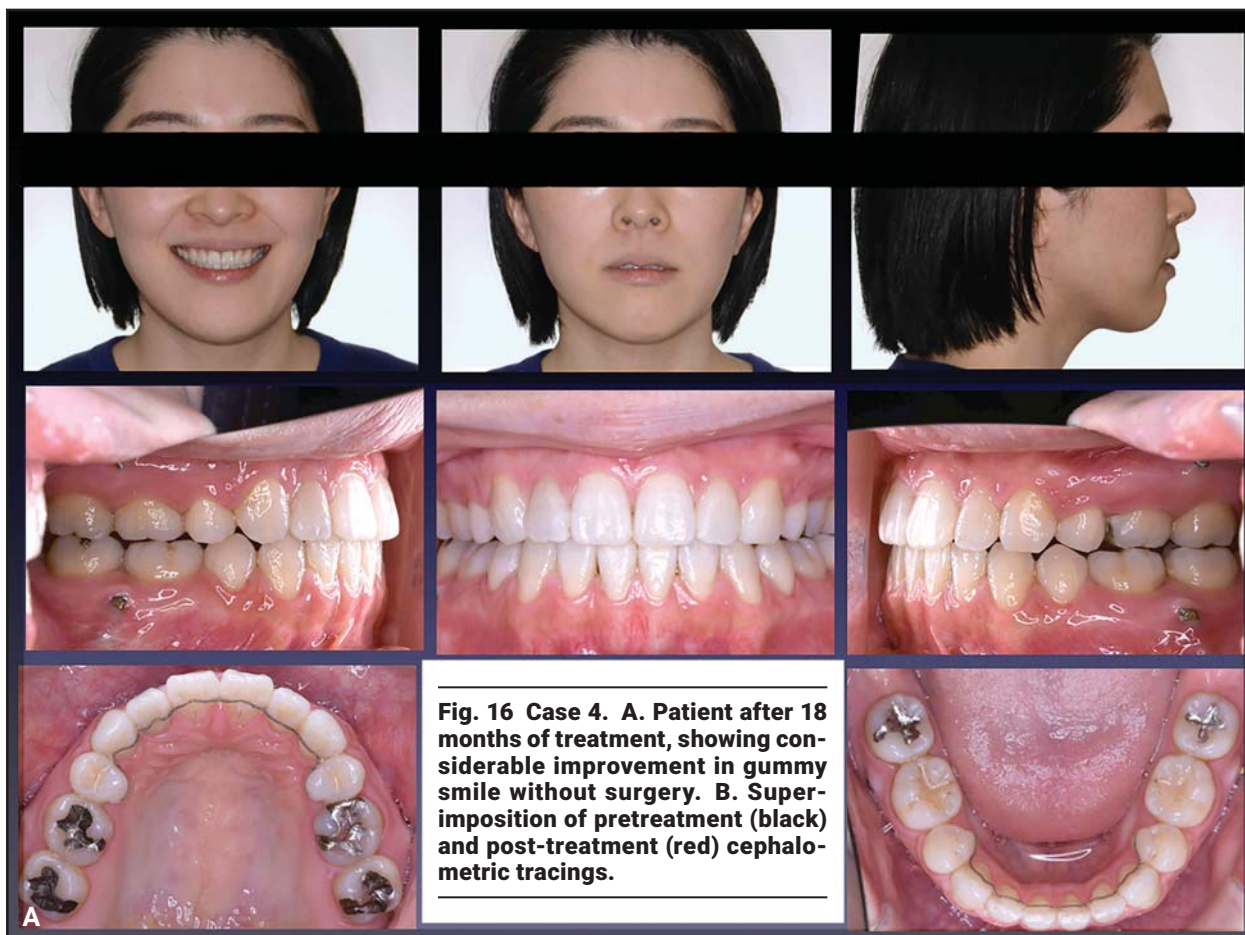 Fig. 16 Case 4. A. Patient after 18
months of treatment, showing con-
siderable improvement in gummy
smile without surgery. B. Super-
imposition of pretreatment (black)
and post-treatment (red) cephalo-
metric tracings.
A